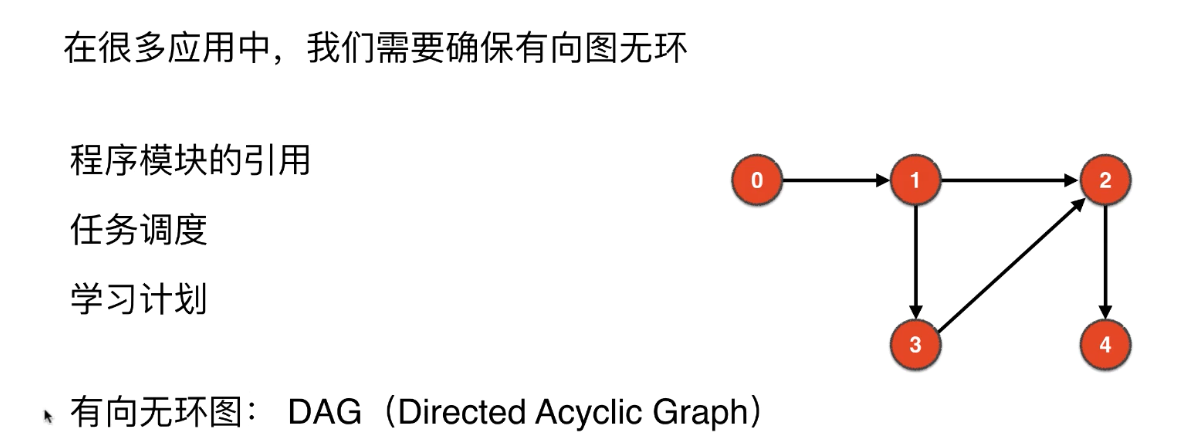 在很多应用中，我们需要确保有向图无环
程序模块的引用
任务调度
学习计划
0 1 2
3 4
有向无环图： DAG（Directed Acyclic Graph）